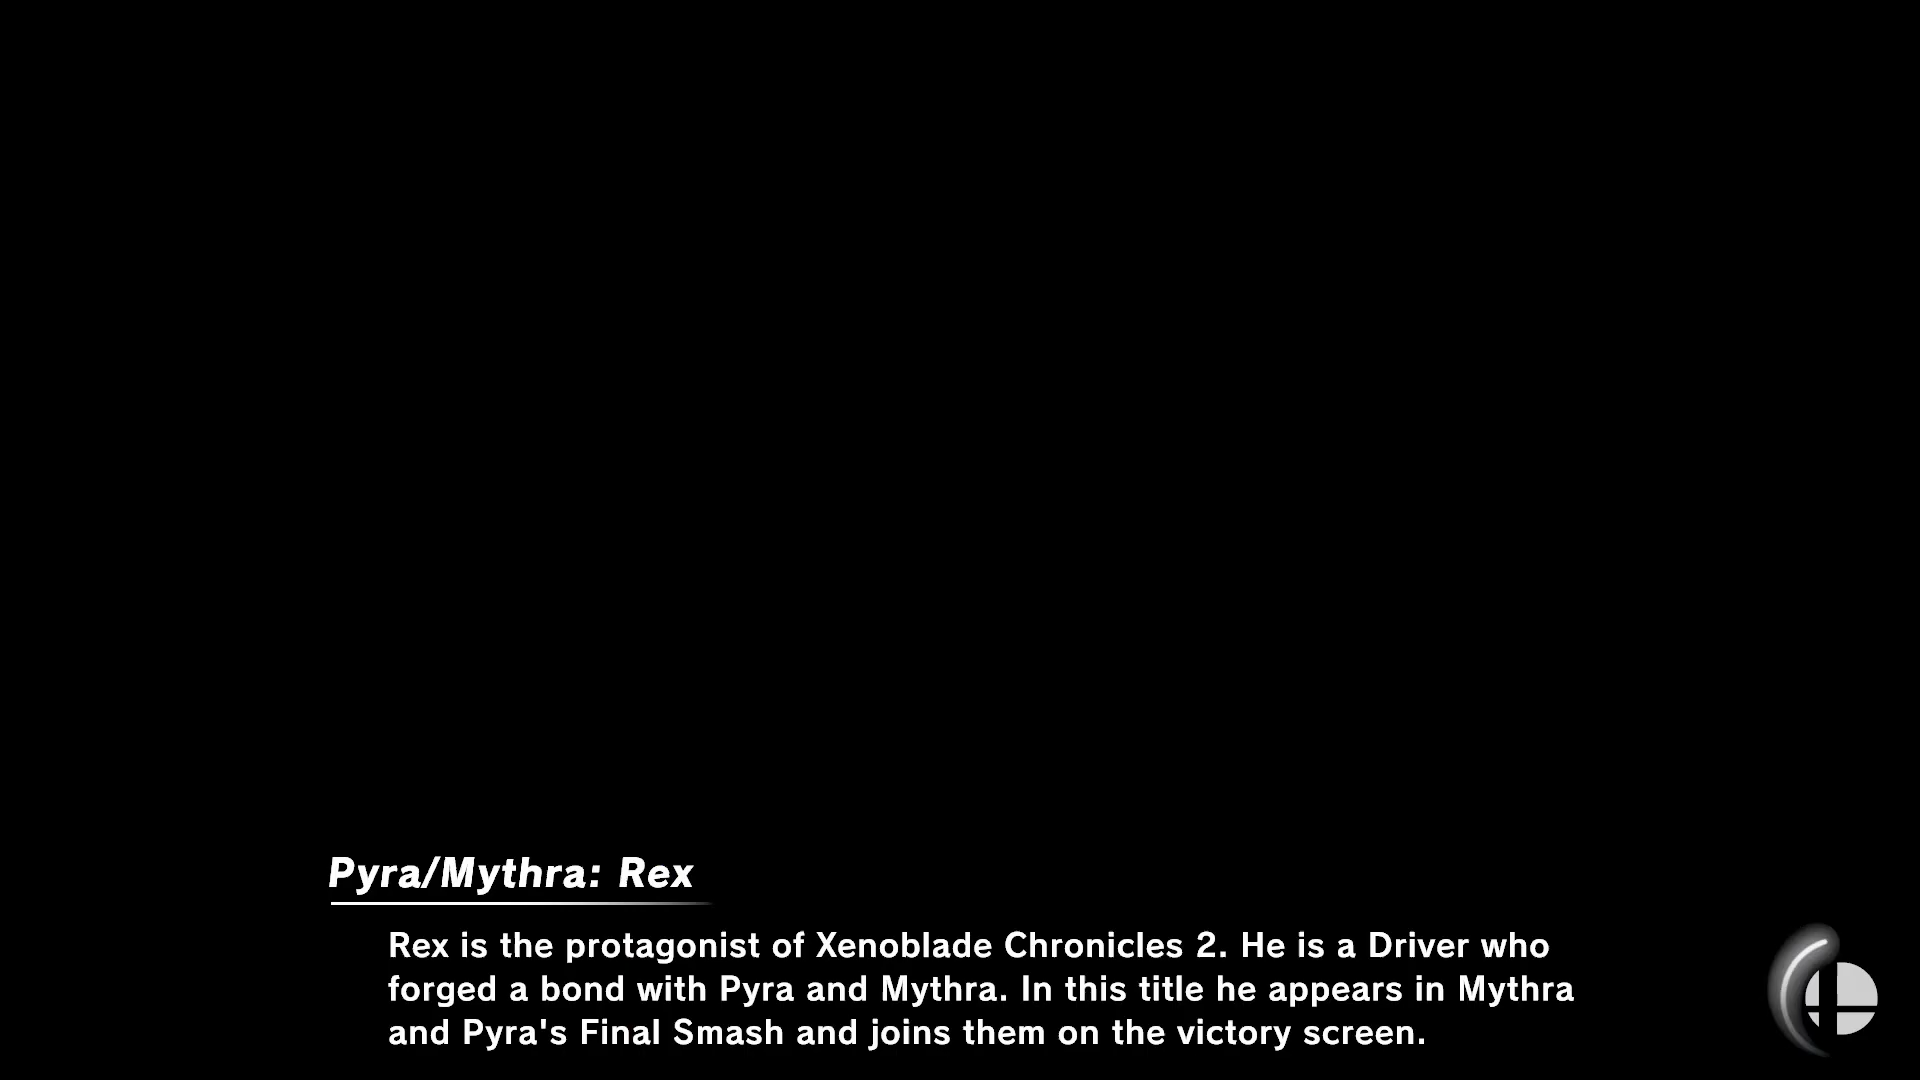 Pyra/Mythra: Rex
Rex is the protagonist of Xenoblade Chronicles 2. He is a Driver who
forged a bond with Pyra and Mythra. In this title he appears in Mythra
and Pyra's Final Smash and joins them on the victory screen.